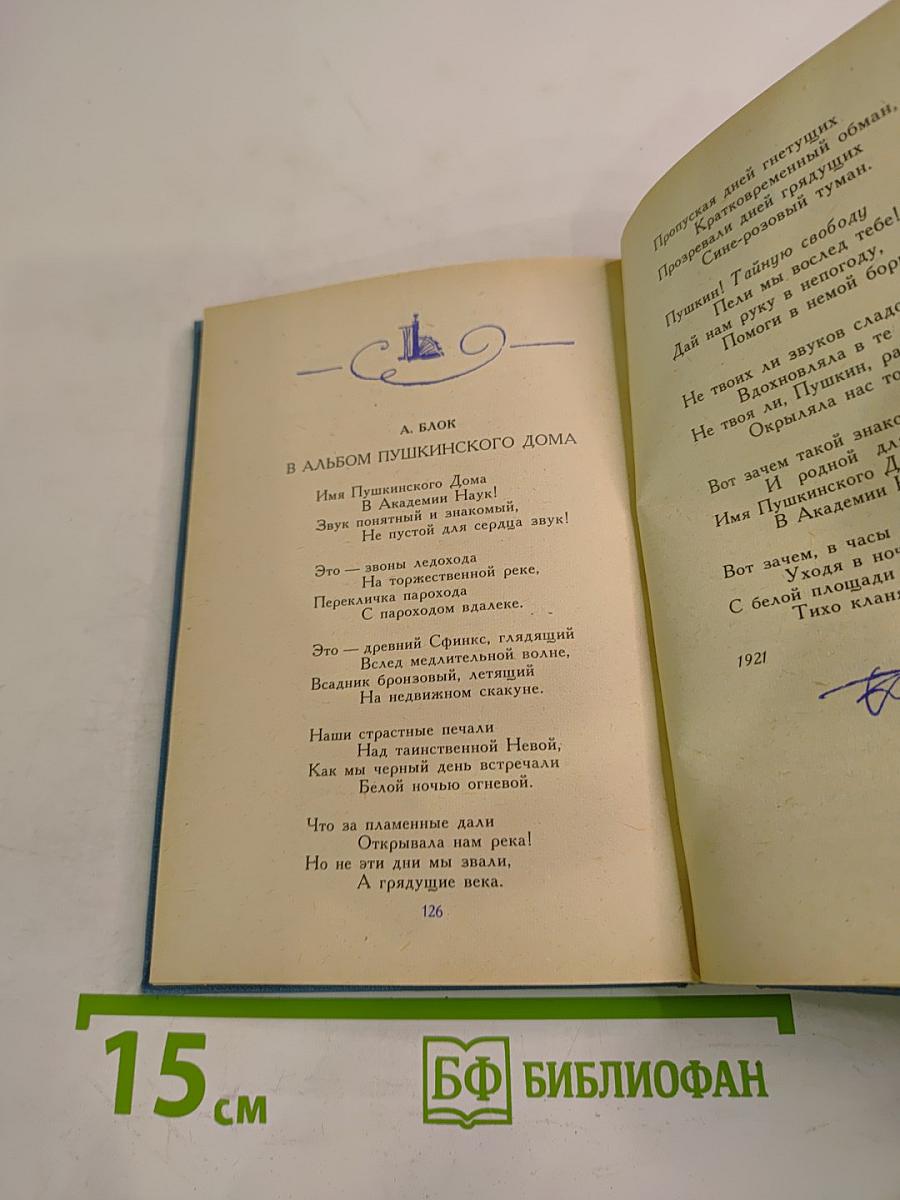 А. БЛОК
В АЛЬБОМ ПУШКИНСКОГО ДОМА
Имя Пушкинского Дома
В Академии Наук!
Звук понятный и знакомый,
Не пустой для сердца звук!
Это — звоны ледохода
На торжественной реке,
Перекличка парохода
С пароходом вдалеке.
Это — древний Сфинкс, глядящий
Вслед медлительной волне,
Всадник бронзовый, летящий
На недвижном скакуне.
Наши страстные печали
Над таинственной Невой,
Как мы черный день встречали
Белой ночью огневой.
Что за пламенные дали
Открывала нам река!
Но не эти дни мы звали,
А грядущие века.
126
Пропуская дней гнетущих
Кратковременный обман,
Прозревали дней грядущих
Сине-розовый туман.
Пушкин! Тайную свободу
Пели мы вослед тебе!
Дай нам руку в непогоду,
Помоги в немой
Не твоих ли звуков
Вдохновляла в те
Не твоя ли, Пушкин,
Окрыляла нас
Вот зачем такой
И родной
Имя Пушкинского
В Академии
Вот зачем, в часы
Уходя в
С белой площади
Тихо
1921
15 см
БФ БИБЛИОФАН